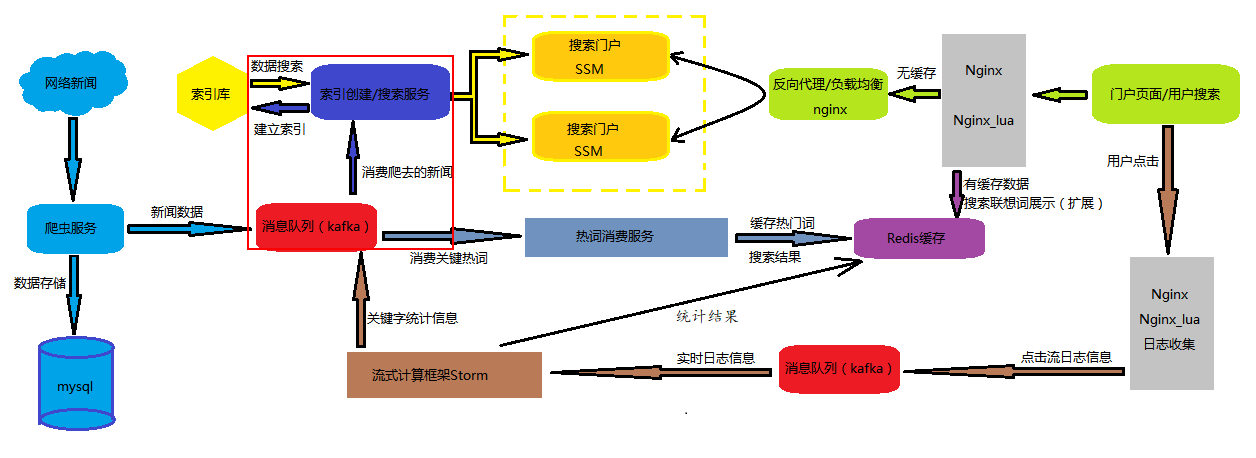 网络新闻
爬虫服务
数据存储
mysql
新闻数据
索引库
数据搜索
建立索引
索引创建/搜索服务
消费爬去的新闻
消息队列（kafka）
搜索门户
SSM
搜索门户
SSM
反向代理/负载均衡
nginx
无缓存
Nginx
Nginx_lua
门户页面/用户搜索
用户点击
有缓存数据
搜索联想词展示（扩展）
消费关键热词
热词消费服务
缓存热门词
搜索结果
Redis缓存
关键字统计信息
统计结果
流式计算框架Storm
实时日志信息
消息队列（kafka）
点击流日志信息
Nginx
Nginx_lua
日志收集